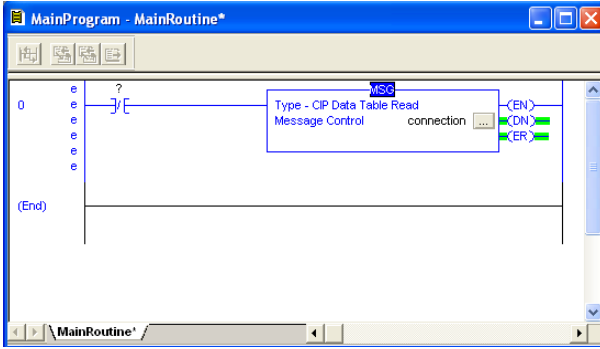 MainProgram - MainRoutine*
e
?
MSG
0
e
Type - CIP Data Table Read
(EN)
e
Message Control
connection
...
(DN)
e
(ER)
e
e
(End)
MainRoutine*